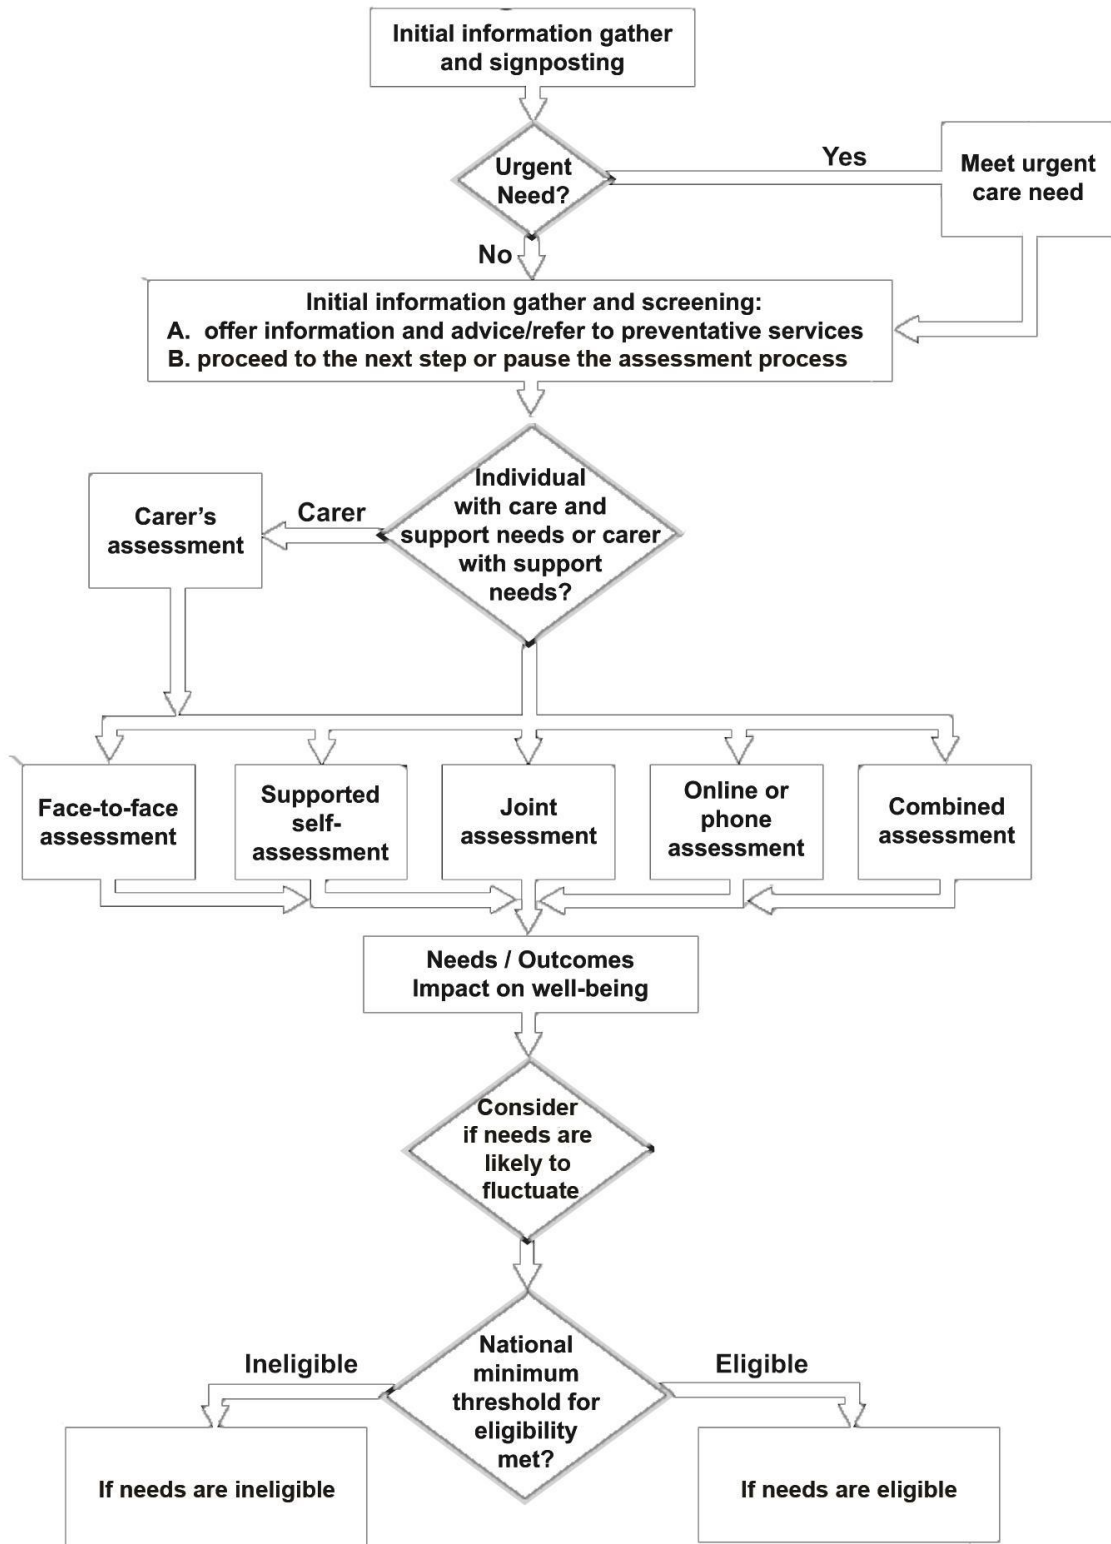 Initial information gather
and signposting
Urgent
Need?
Yes
Meet urgent
care need
No
Initial information gather and screening:
A. offer information and advice/refer to preventative services
B. proceed to the next step or pause the assessment process
Individual
with care and
support needs or carer
with support
needs?
Carer
Carer's
assessment
Face-to-face
assessment
Supported
self-
assessment
Joint
assessment
Online or
phone
assessment
Combined
assessment
Needs / Outcomes
Impact on well-being
Consider
if needs are
likely to
fluctuate
National
minimum
threshold for
eligibility
met?
Ineligible
Eligible
If needs are ineligible
If needs are eligible